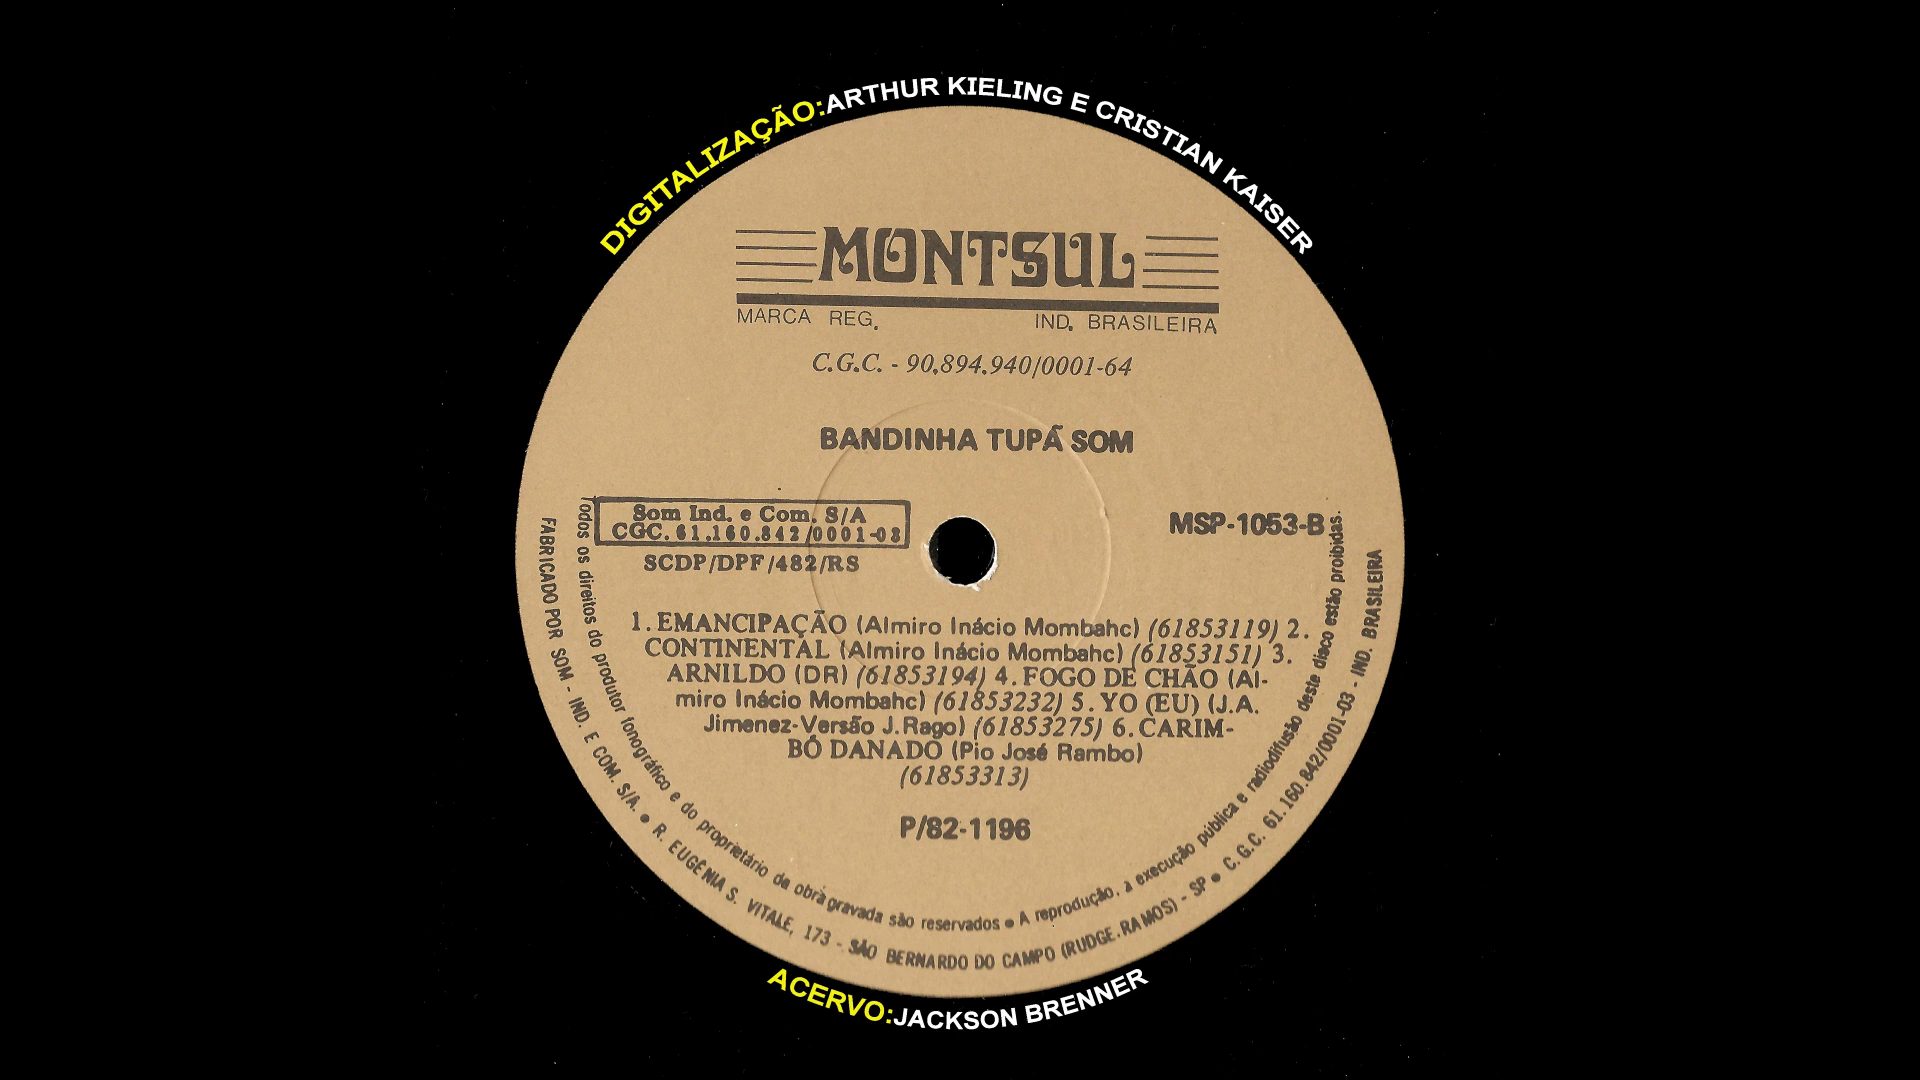 DIGITALIZAÇÃO:ARTHUR KIELING E CRISTIAN KAISER
MONTSUL
MARCA REG. IND. BRASILEIRA
C.G.C. - 90.894.940/0001-64
BANDINHA TUPÃ SOM
Som Ind. e Com. S/A
CGC. 61.160.842/0001-03
SCDP/DPF/482/RS
MSP-1053-B
1. EMANCIPAÇÃO (Almiro Inácio Mombahc) (61853119) 2.
CONTINENTAL (Almiro Inácio Mombahc) (61853151) 3.
ARNILDO (DR) (61853194) 4. FOGO DE CHÃO (Al-
miro Inácio Mombahc) (61853232) 5. YO (EU) (J.A.
Jimenez-Versão J.Rago) (61853275) 6. CARIM-
BÓ DANADO (Pio José Rambo)
(61853313)
P/82-1196
Todos os direitos do produtor fonográfico e do proprietário da obra gravada são reservados ● A reprodução, a execução pública e radiodifusão deste disco estão proibidas.
FABRICADO POR SOM - IND. E COM. S/A. ● R. EUGÊNIA S. VITALE, 173 - SÃO BERNARDO DO CAMPO (RUDGE.RAMOS) - SP ● C.G.C. 61.160.842/0001-03 - IND. BRASILEIRA
ACERVO:JACKSON BRENNER